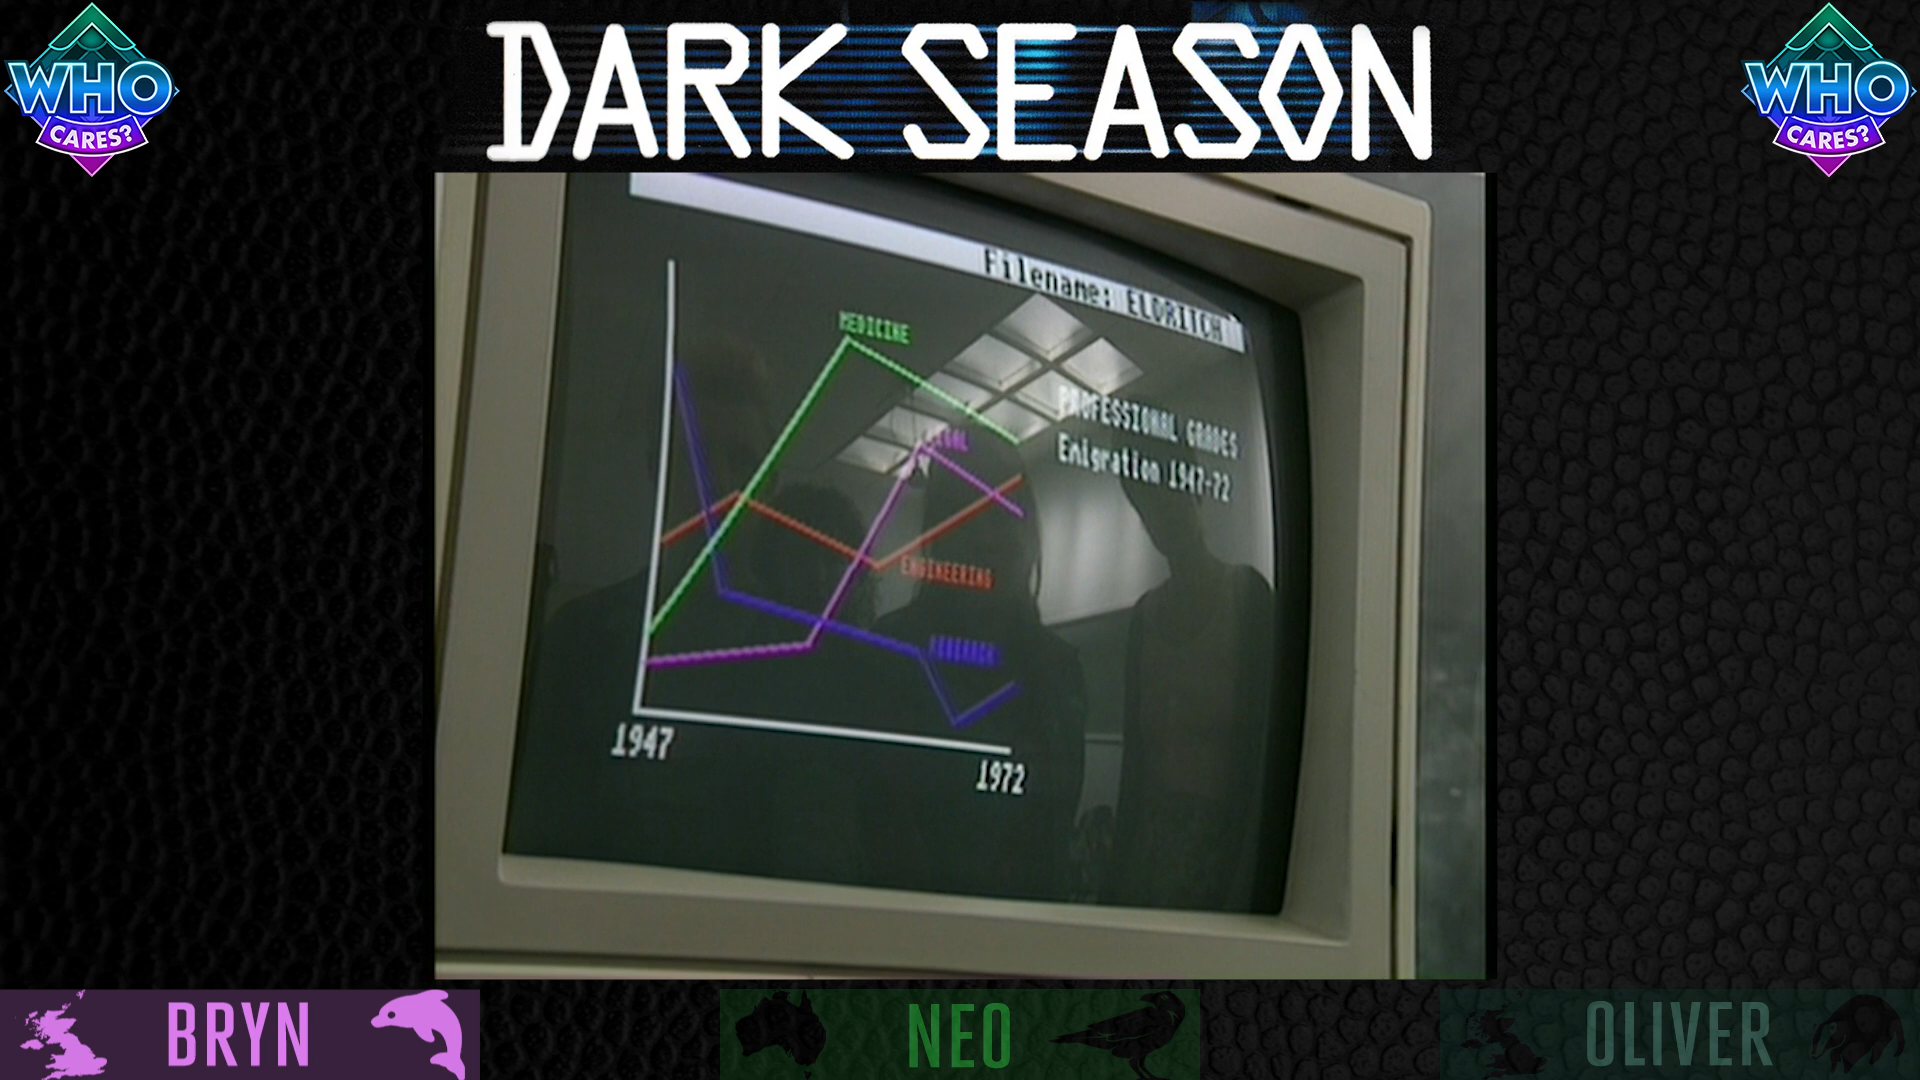 WHO
CARES?
DARK SEASON
WHO
CARES?
Filename: ELDRITCH
MEDICINE
PROFESSIONAL GRADES
Emigration 1947-72
LEGAL
ENGINEERING
1947
1972
BRYN
NEO
OLIVER